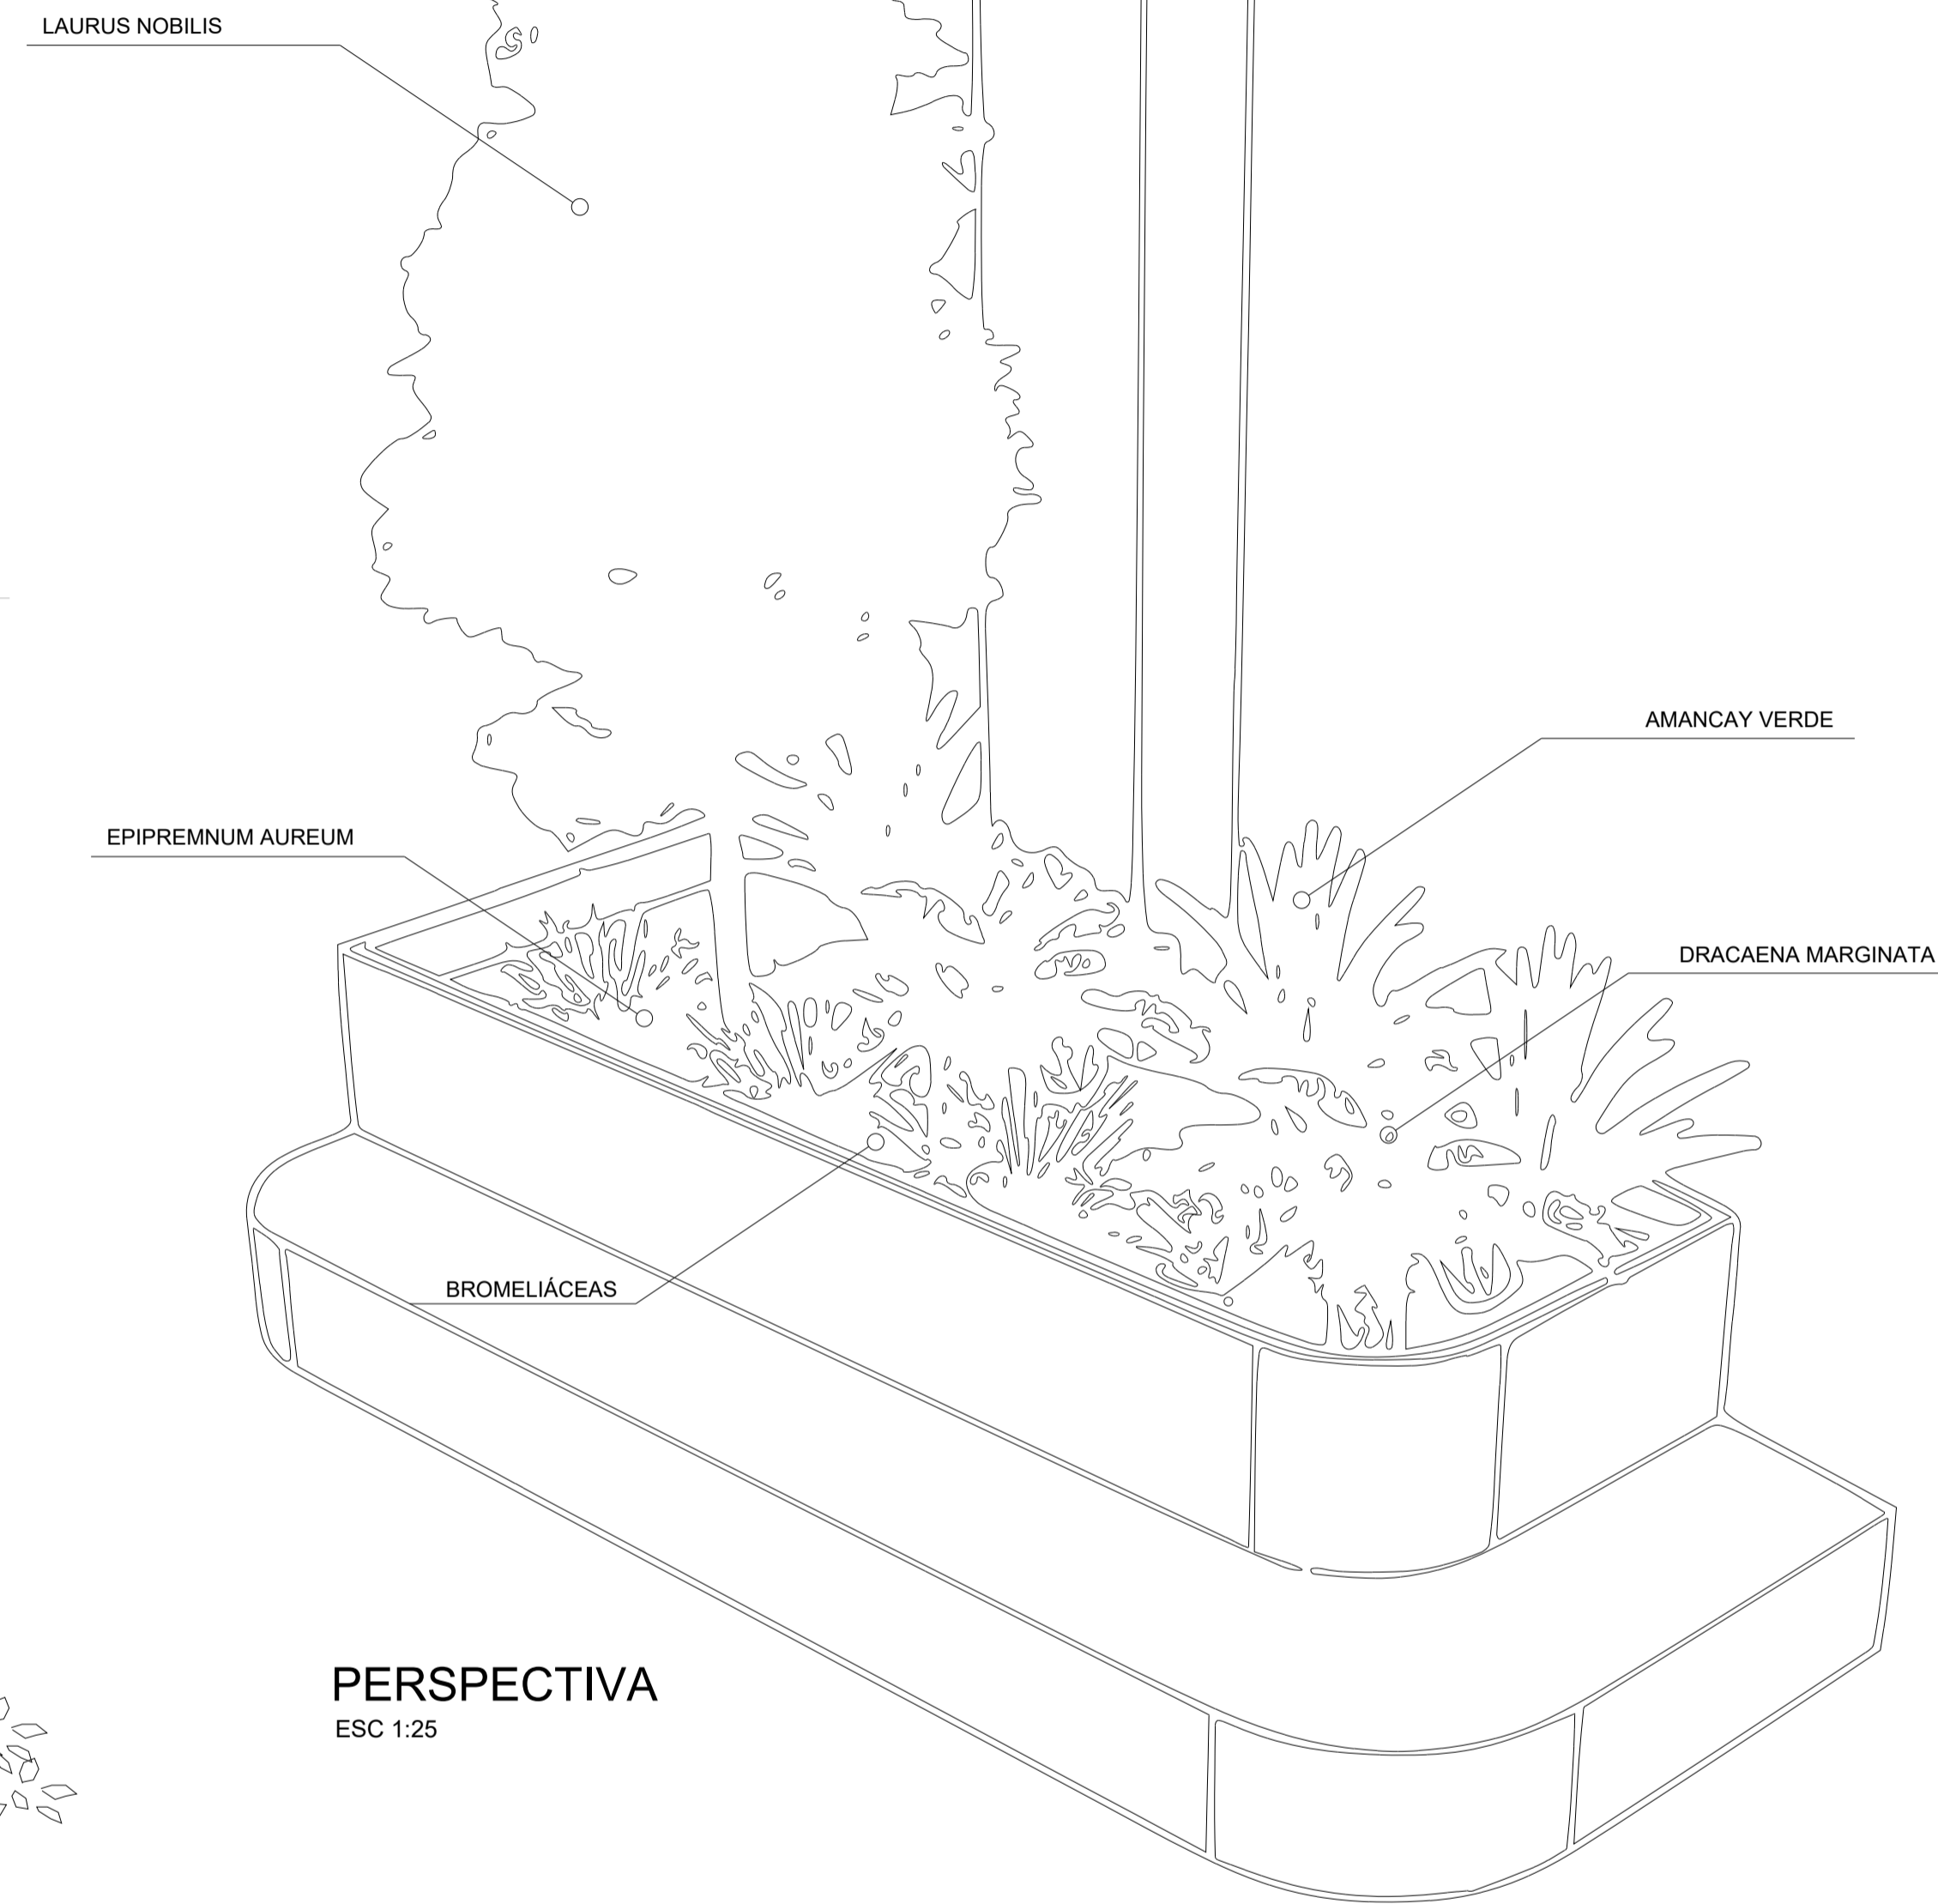 LAURUS NOBILIS
AMANCAY VERDE
EPIPREMNUM AUREUM
DRACAENA MARGINATA
BROMELIÁCEAS
PERSPECTIVA
ESC 1:25